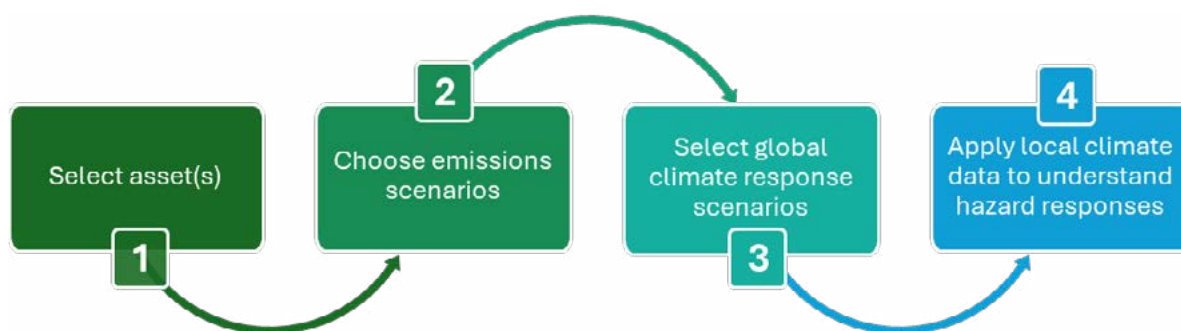 Select asset(s)
1
2
Choose emissions
scenarios
Select global
climate response
scenarios
3
4
Apply local climate
data to understand
hazard responses